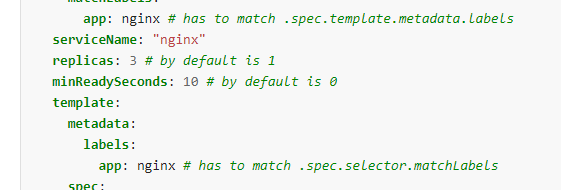 matchLabels:
app: nginx # has to match .spec.template.metadata.labels
serviceName: "nginx"
replicas: 3 # by default is 1
minReadySeconds: 10 # by default is 0
template:
metadata:
labels:
app: nginx # has to match .spec.selector.matchLabels
spec: